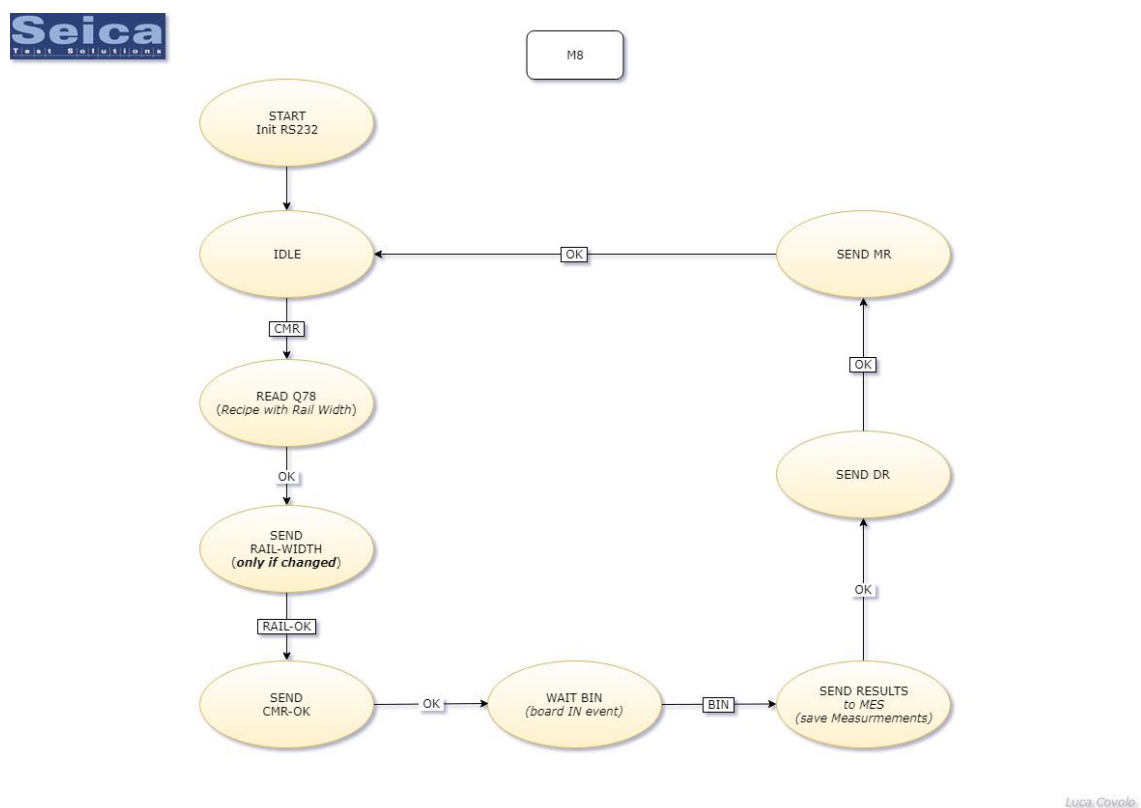 Seica
Test Solutions
M8
START
Init RS232
IDLE
OK
SEND MR
CMR
READ Q78
(Recipe with Rail Width)
OK
OK
SEND DR
SEND
RAIL-WIDTH
(only if changed)
OK
RAIL-OK
SEND
CMR-OK
OK
WAIT BIN
(board IN event)
BIN
SEND RESULTS
to MES
(save Measurmements)
Luca Covolo